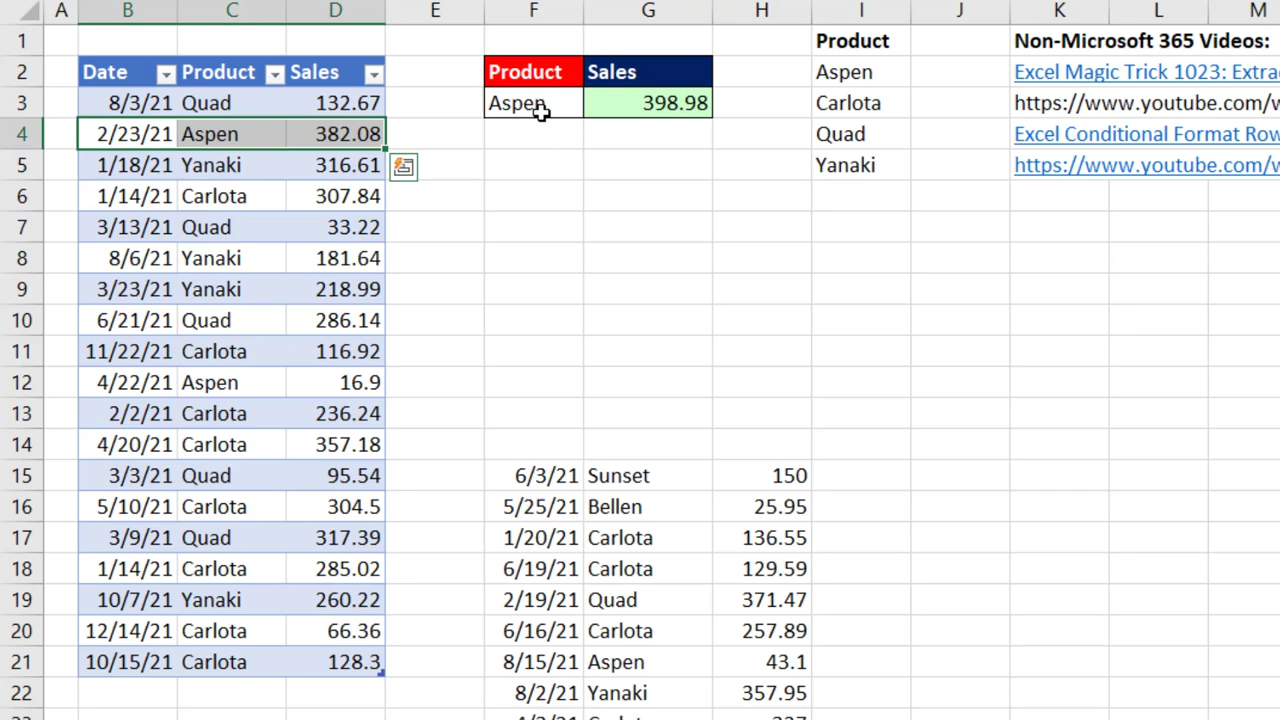 A B C D E F G H I J K L M
1 Product Non-Microsoft 365 Videos:
2 Date Product Sales Product Sales Aspen Excel Magic Trick 1023: Extra
3 8/3/21 Quad 132.67 Aspen 398.98 Carlota https://www.youtube.com/w
4 2/23/21 Aspen 382.08 Quad Excel Conditional Format Row
5 1/18/21 Yanaki 316.61 Yanaki https://www.youtube.com/w
6 1/14/21 Carlota 307.84
7 3/13/21 Quad 33.22
8 8/6/21 Yanaki 181.64
9 3/23/21 Yanaki 218.99
10 6/21/21 Quad 286.14
11 11/22/21 Carlota 116.92
12 4/22/21 Aspen 16.9
13 2/2/21 Carlota 236.24
14 4/20/21 Carlota 357.18
15 3/3/21 Quad 95.54 6/3/21 Sunset 150
16 5/10/21 Carlota 304.5 5/25/21 Bellen 25.95
17 3/9/21 Quad 317.39 1/20/21 Carlota 136.55
18 1/14/21 Carlota 285.02 6/19/21 Carlota 129.59
19 10/7/21 Yanaki 260.22 2/19/21 Quad 371.47
20 12/14/21 Carlota 66.36 6/16/21 Carlota 257.89
21 10/15/21 Carlota 128.3 8/15/21 Aspen 43.1
22 8/2/21 Yanaki 357.95